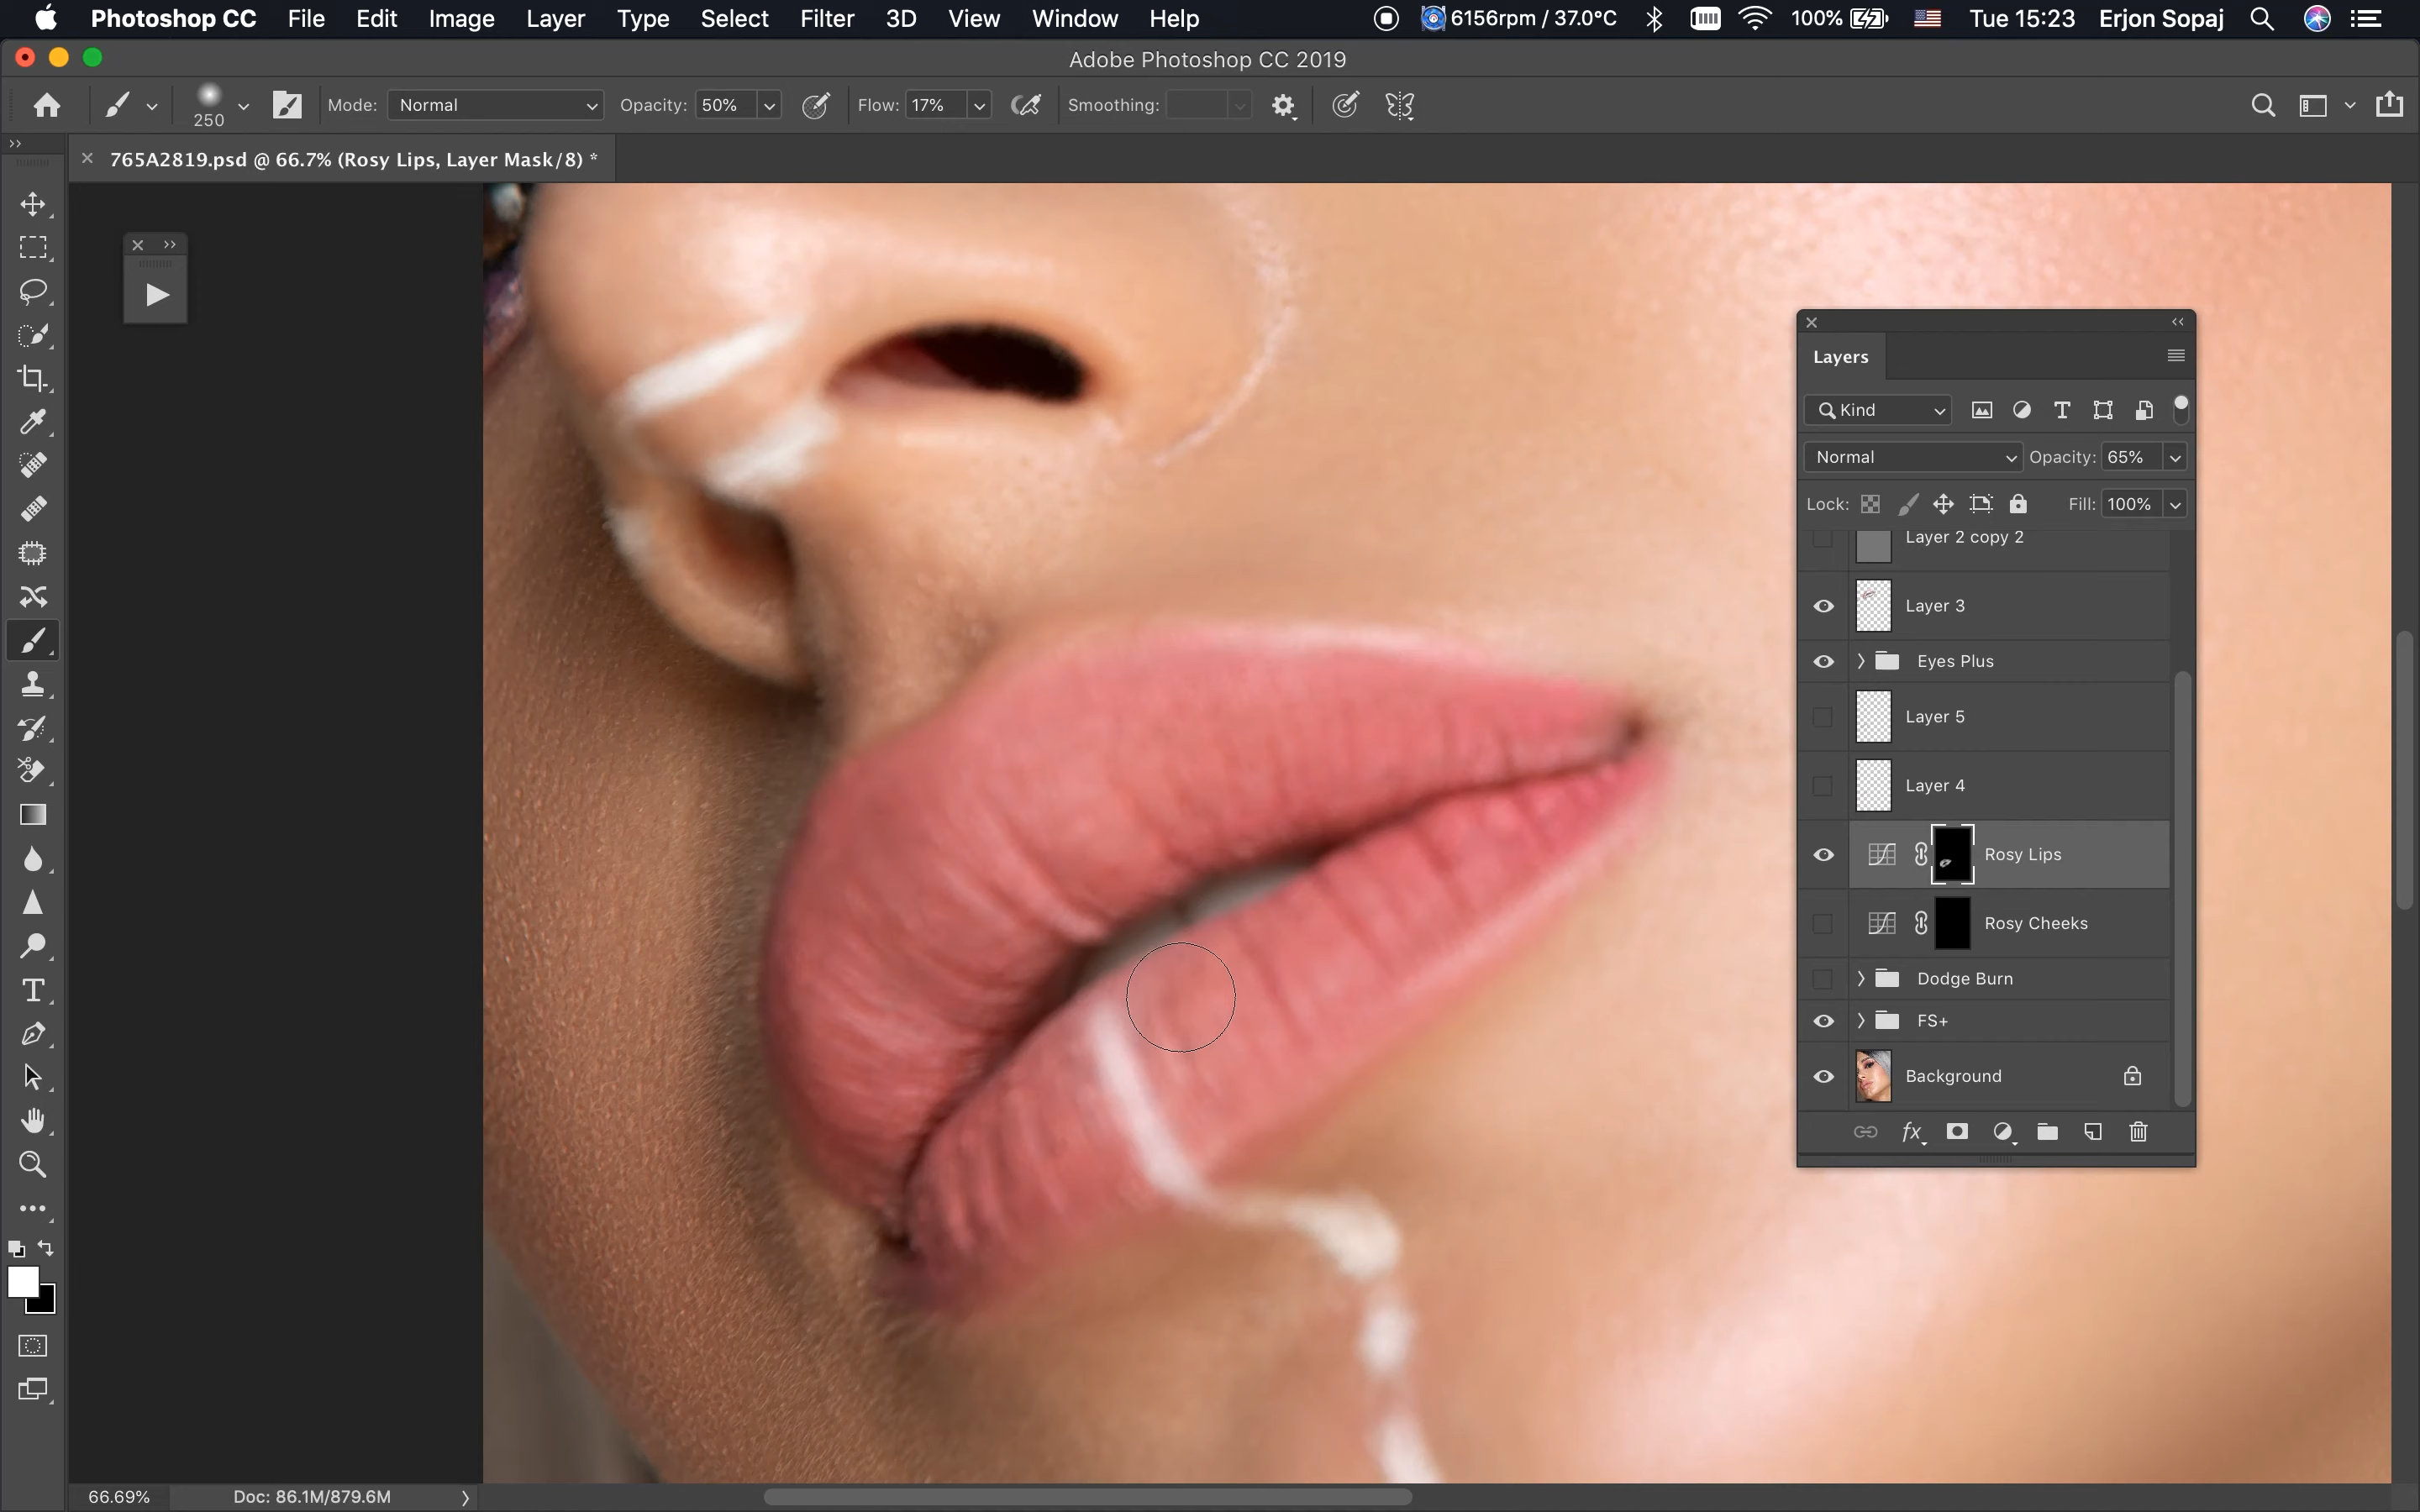 Photoshop CC File Edit Image Layer Type Select Filter 3D View Window Help 6156rpm / 37.0°C 100% Tue 15:23 Erjon Sopaj
Adobe Photoshop CC 2019
250 Mode: Normal Opacity: 50% Flow: 17% Smoothing:
765A2819.psd @ 66.7% (Rosy Lips, Layer Mask/8) *
Layers
Kind
Normal Opacity: 65%
Lock: Fill: 100%
Layer 2 copy 2
Layer 3
Eyes Plus
Layer 5
Layer 4
Rosy Lips
Rosy Cheeks
Dodge Burn
FS+
Background
fx
66.69% Doc: 86.1M/879.6M